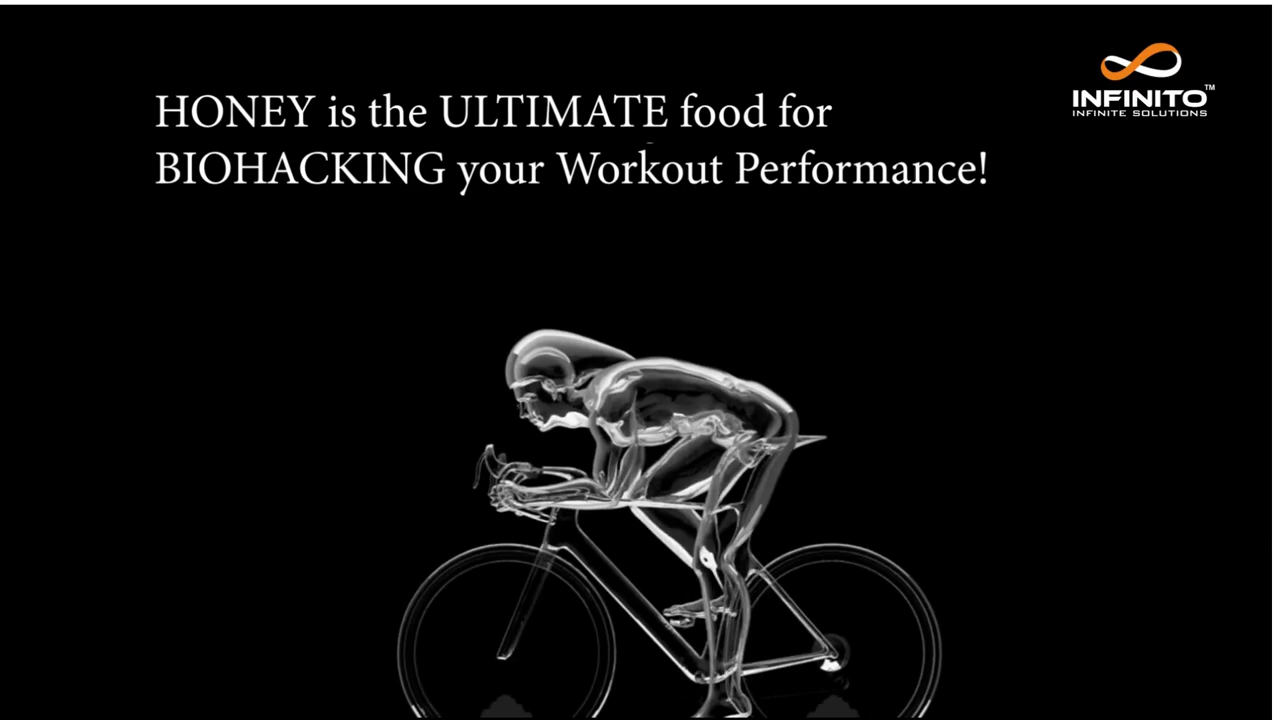 HONEY is the ULTIMATE food for
BIOHACKING your Workout Performance!
INFINITO™
INFINITE SOLUTIONS